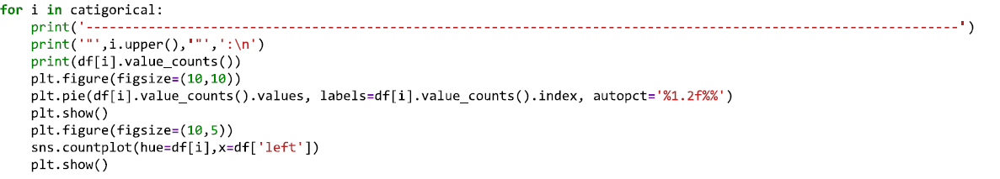 for i in catigorical:
    print('-----------------------------------------------------------------------------------------------------------------')
    print('"',i.upper(),'"',':\n')
    print(df[i].value_counts())
    plt.figure(figsize=(10,10))
    plt.pie(df[i].value_counts().values, labels=df[i].value_counts().index, autopct='%1.2f%%')
    plt.show()
    plt.figure(figsize=(10,5))
    sns.countplot(hue=df[i],x=df['left'])
    plt.show()